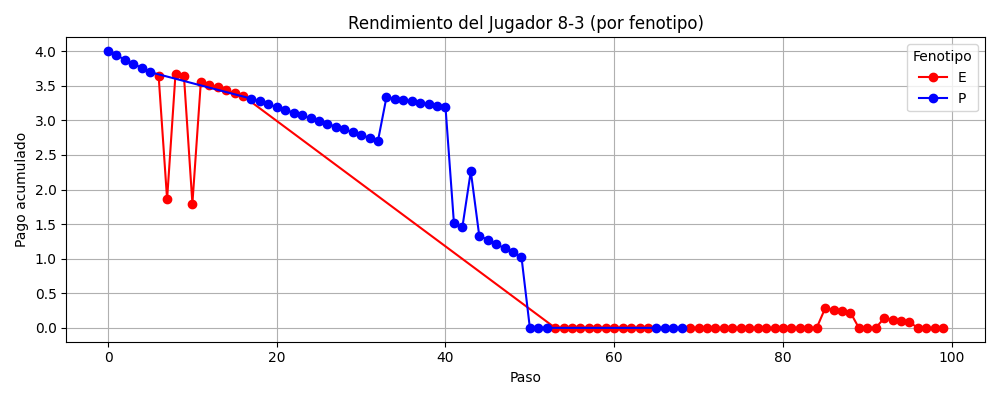 Rendimiento del Jugador 8-3 (por fenotipo)
Pago acumulado
4.0
3.5
3.0
2.5
2.0
1.5
1.0
0.5
0.0
Fenotipo
E
P
0 20 40 60 80 100
Paso